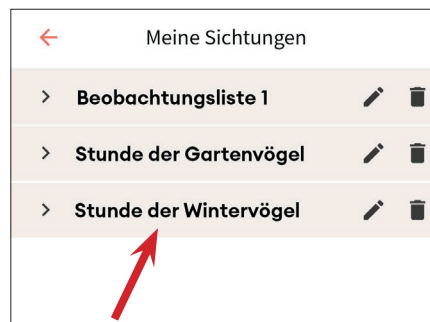 Meine Sichtungen
Beobachtungsliste 1
Stunde der Gartenvögel
Stunde der Wintervögel